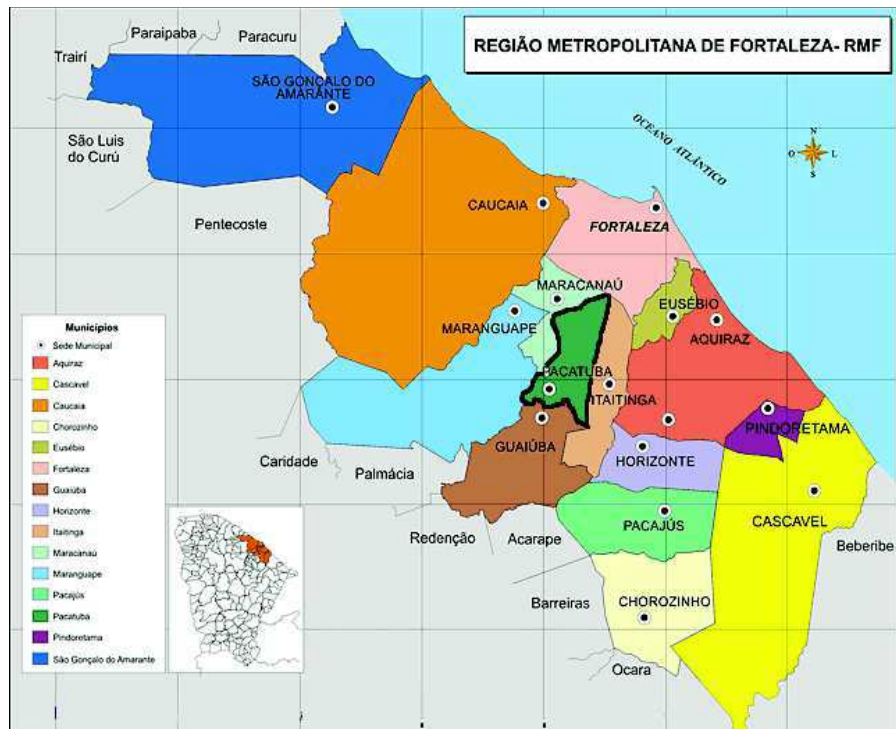 REGIÃO METROPOLITANA DE FORTALEZA- RMF
Paraipaba
Paracuru
Trairí
SÃO GONÇALO DO
AMARANTE
São Luis
do Curú
OCEANO ATLÂNTICO
N
O
L
S
Pentecoste
CAUCAIA
FORTALEZA
MARACANAÚ
EUSÉBIO
MARANGUAPE
AQUIRAZ
PACATUBA
ITAITINGA
PINDORETAMA
GUAIÚBA
HORIZONTE
Caridade
Palmácia
PACAJÚS
CASCAVEL
Redenção
Acarape
Beberibe
Barreiras
CHOROZINHO
Ocara
Municípios
Sede Municipal
Aquiraz
Cascavel
Caucaia
Chorozinho
Eusébio
Fortaleza
Guaiúba
Horizonte
Itaitinga
Maracanaú
Maranguape
Pacajús
Pacatuba
Pindoretama
São Gonçalo do Amarante